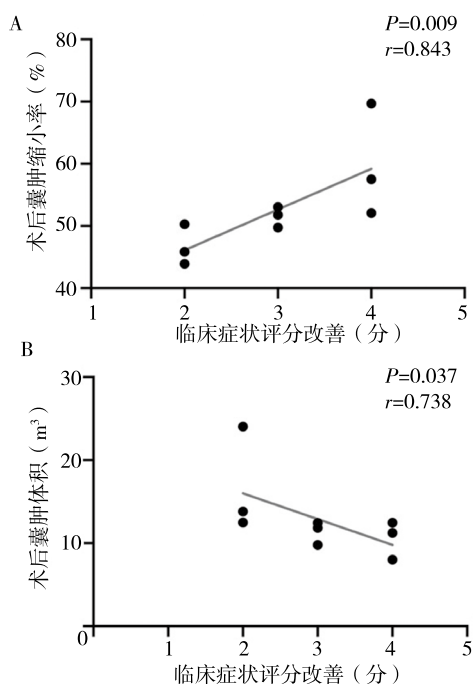 A
P=0.009
r=0.843
术后囊肿缩小率（%）
80
70
60
50
40
1 2 3 4 5
临床症状评分改善（分）
B
P=0.037
r=0.738
术后囊肿体积（m³）
30
20
10
0
1 2 3 4 5
临床症状评分改善（分）